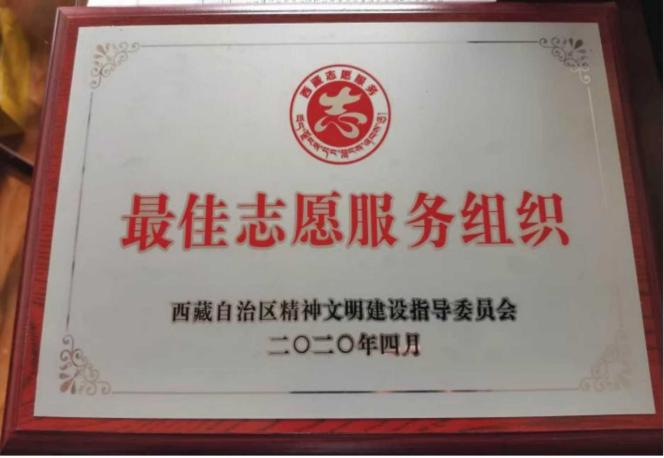 西藏志愿服务
志
最佳志愿服务组织
西藏自治区精神文明建设指导委员会
二〇二〇年四月